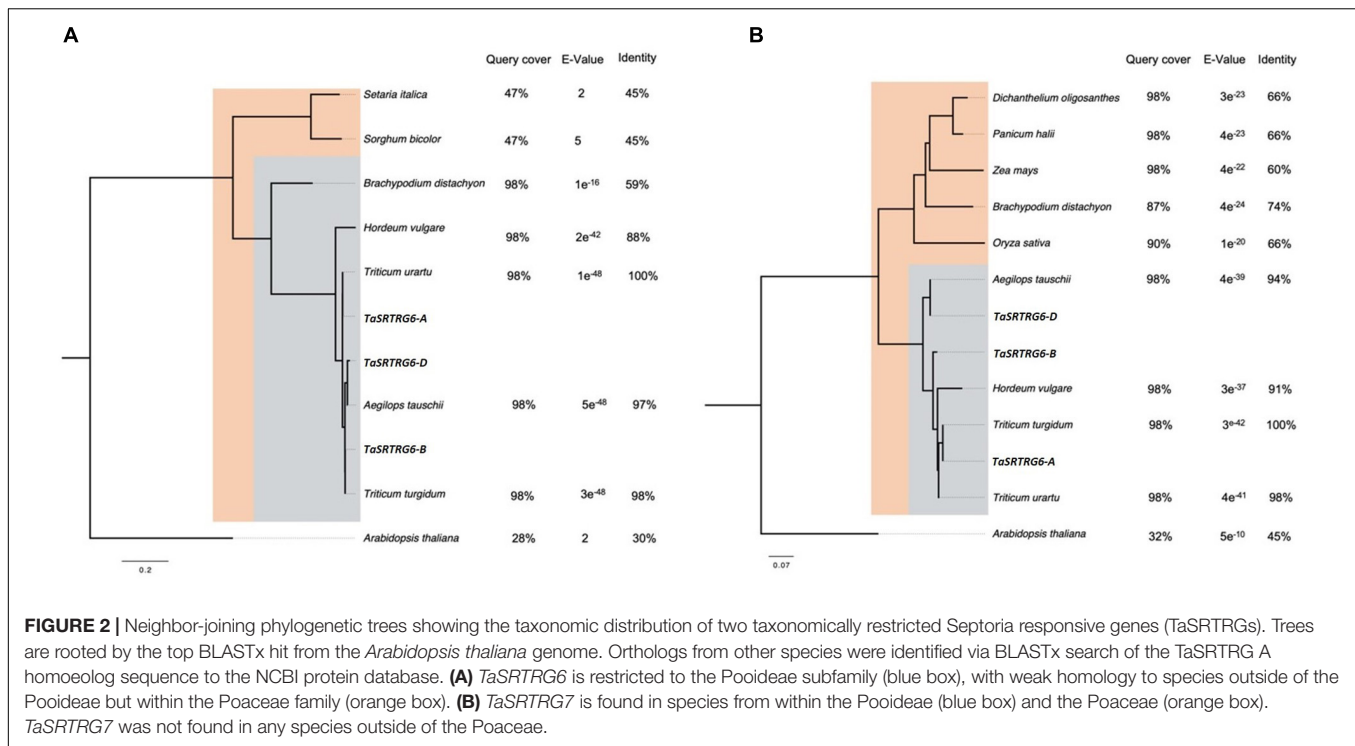 A
Query cover E-Value Identity
Setaria italica 47% 2 45%
Sorghum bicolor 47% 5 45%
Brachypodium distachyon 98% 1e-16 59%
Hordeum vulgare 98% 2e-42 88%
Triticum urartu 98% 1e-48 100%
TaSRTRG6-A
TaSRTRG6-D
Aegilops tauschii 98% 5e-48 97%
TaSRTRG6-B
Triticum turgidum 98% 3e-48 98%
Arabidopsis thaliana 28% 2 30%
0.2
B
Query cover E-Value Identity
Dichanthelium oligosanthes 98% 3e-23 66%
Panicum halii 98% 4e-23 66%
Zea mays 98% 4e-22 60%
Brachypodium distachyon 87% 4e-24 74%
Oryza sativa 90% 1e-20 66%
Aegilops tauschii 98% 4e-39 94%
TaSRTRG6-D
TaSRTRG6-B
Hordeum vulgare 98% 3e-37 91%
Triticum turgidum 98% 3e-42 100%
TaSRTRG6-A
Triticum urartu 98% 4e-41 98%
Arabidopsis thaliana 32% 5e-10 45%
0.07
FIGURE 2 | Neighbor-joining phylogenetic trees showing the taxonomic distribution of two taxonomically restricted Septoria responsive genes (TaSRTRGs). Trees
are rooted by the top BLASTx hit from the Arabidopsis thaliana genome. Orthologs from other species were identified via BLASTx search of the TaSRTRG A
homoeolog sequence to the NCBI protein database. (A) TaSRTRG6 is restricted to the Pooideae subfamily (blue box), with weak homology to species outside of the
Pooideae but within the Poaceae family (orange box). (B) TaSRTRG7 is found in species from within the Pooideae (blue box) and the Poaceae (orange box).
TaSRTRG7 was not found in any species outside of the Poaceae.